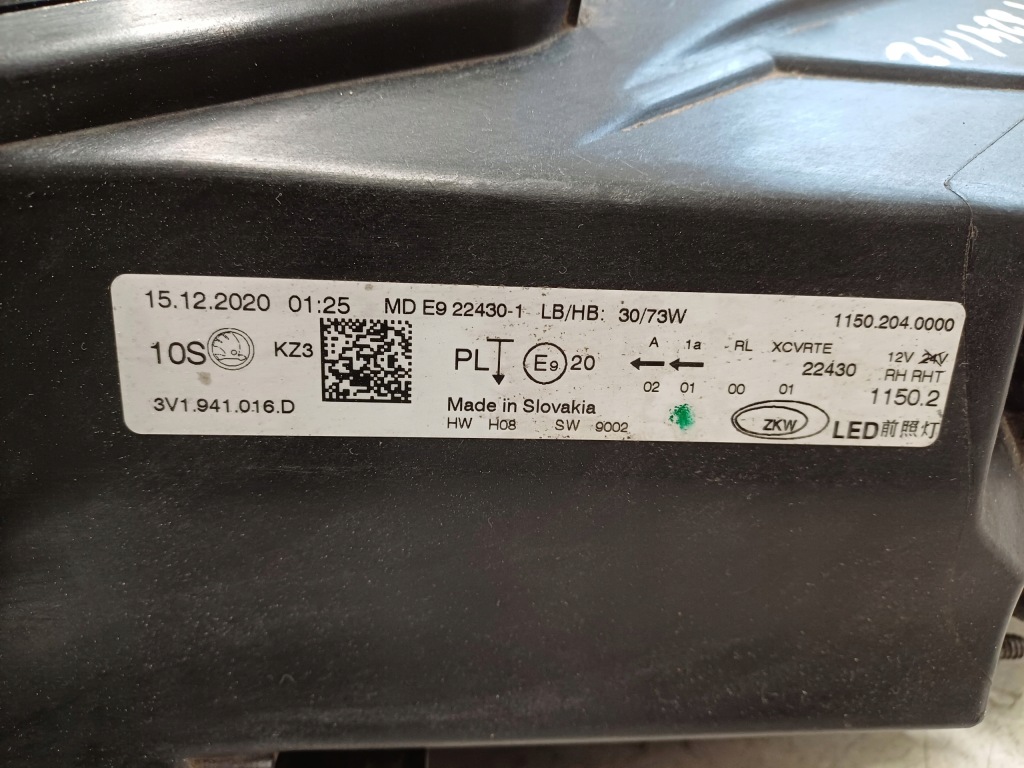 15.12.2020 01:25 MD E9 22430-1 LB/HB: 30/73W 1150.204.0000
10S KZ3 PL E9 20 A 1a RL XCVRTE 12V 24V
02 01 00 01 22430 RH RHT
3V1.941.016.D Made in Slovakia 1150.2
HW H08 SW 9002 ZKW LED前照灯